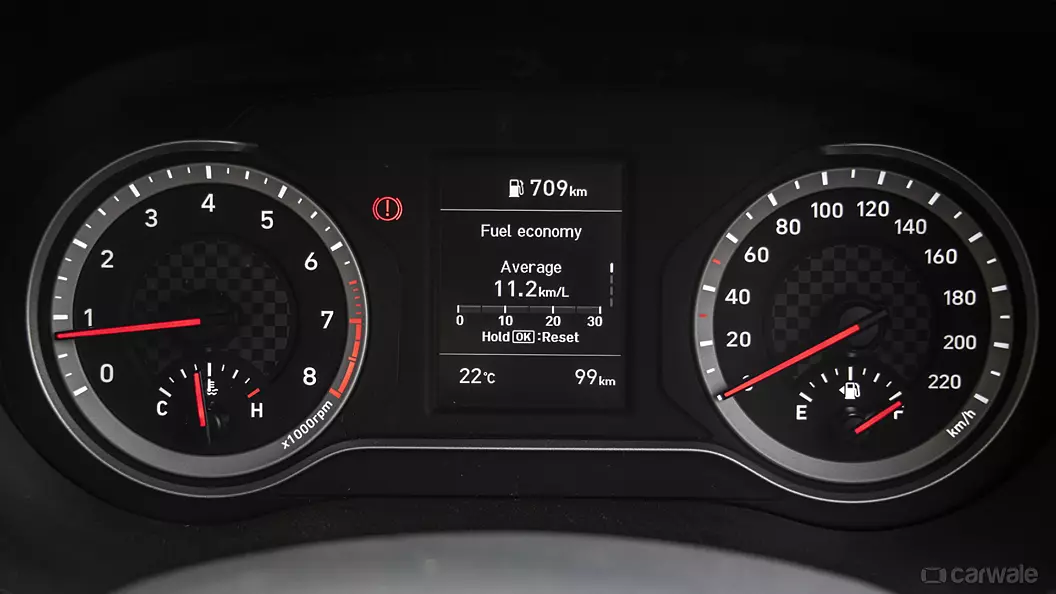 709km
Fuel economy
Average
11.2km/L
0 10 20 30
Hold OK :Reset
22°C 99km
0 1 2 3 4 5 6 7 8
x1000rpm
C H
0 20 40 60 80 100 120 140 160 180 200 220
km/h
E F
carwale